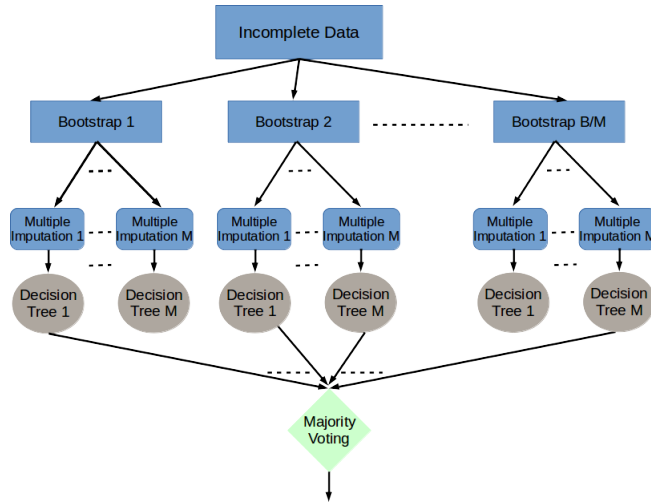 Incomplete Data
Bootstrap 1
Bootstrap 2
Bootstrap B/M
Multiple
Imputation 1
Multiple
Imputation M
Multiple
Imputation 1
Multiple
Imputation M
Multiple
Imputation 1
Multiple
Imputation M
Decision
Tree 1
Decision
Tree M
Decision
Tree 1
Decision
Tree M
Decision
Tree 1
Decision
Tree M
Majority
Voting